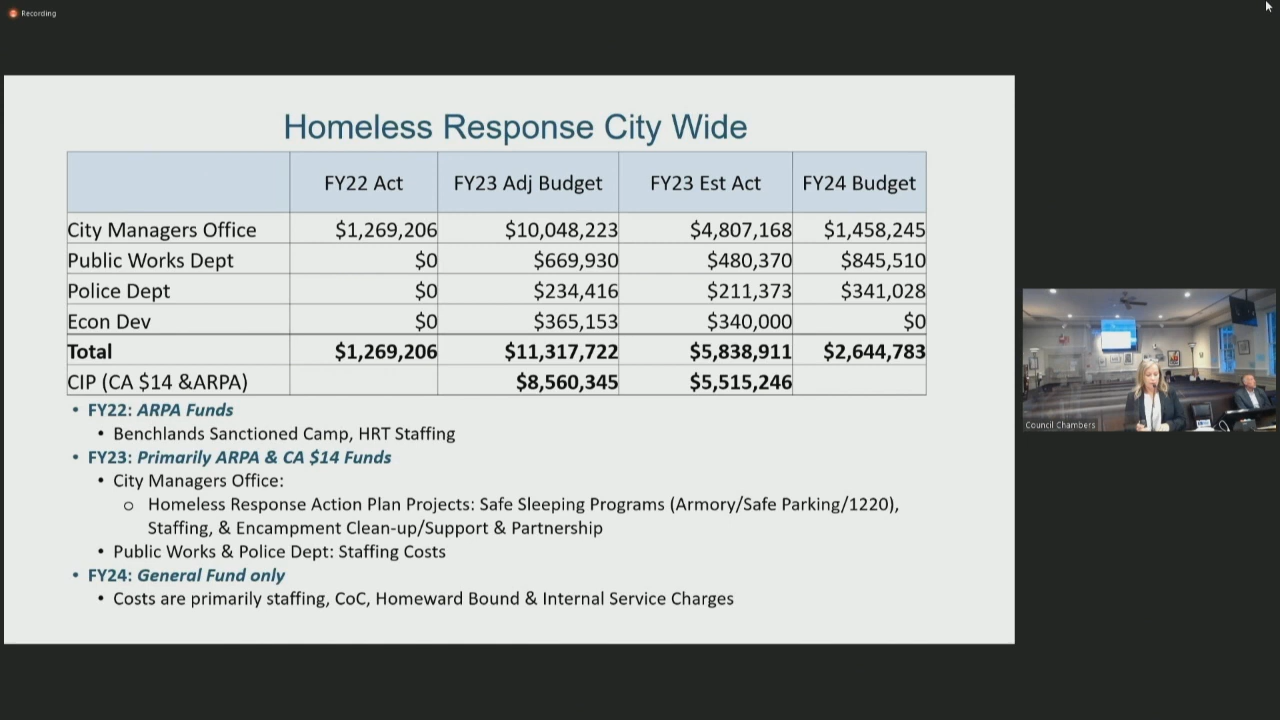 Recording
Homeless Response City Wide
FY22 Act FY23 Adj Budget FY23 Est Act FY24 Budget
City Managers Office $1,269,206 $10,048,223 $4,807,168 $1,458,245
Public Works Dept $0 $669,930 $480,370 $845,510
Police Dept $0 $234,416 $211,373 $341,028
Econ Dev $0 $365,153 $340,000 $0
Total $1,269,206 $11,317,722 $5,838,911 $2,644,783
CIP (CA $14 &ARPA) $8,560,345 $5,515,246
• FY22: ARPA Funds
• Benchlands Sanctioned Camp, HRT Staffing
• FY23: Primarily ARPA & CA $14 Funds
• City Managers Office:
o Homeless Response Action Plan Projects: Safe Sleeping Programs (Armory/Safe Parking/1220),
Staffing, & Encampment Clean-up/Support & Partnership
• Public Works & Police Dept: Staffing Costs
• FY24: General Fund only
• Costs are primarily staffing, CoC, Homeward Bound & Internal Service Charges
Council Chambers